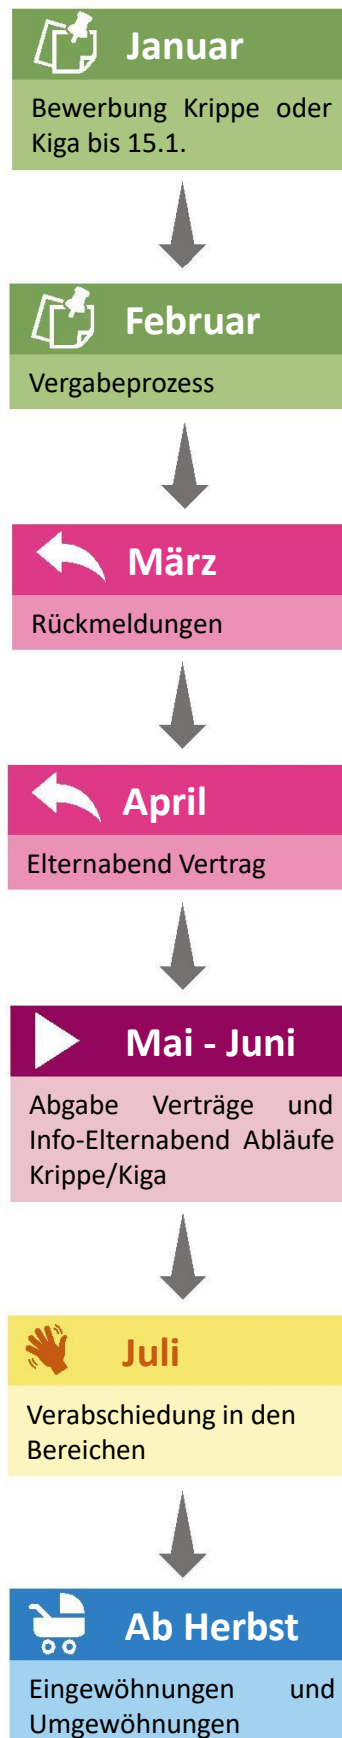 Januar
Bewerbung Krippe oder
Kiga bis 15.1.
Februar
Vergabeprozess
März
Rückmeldungen
April
Elternabend Vertrag
Mai - Juni
Abgabe Verträge und
Info-Elternabend Abläufe
Krippe/Kiga
Juli
Verabschiedung in den
Bereichen
Ab Herbst
Eingewöhnungen und
Umgewöhnungen